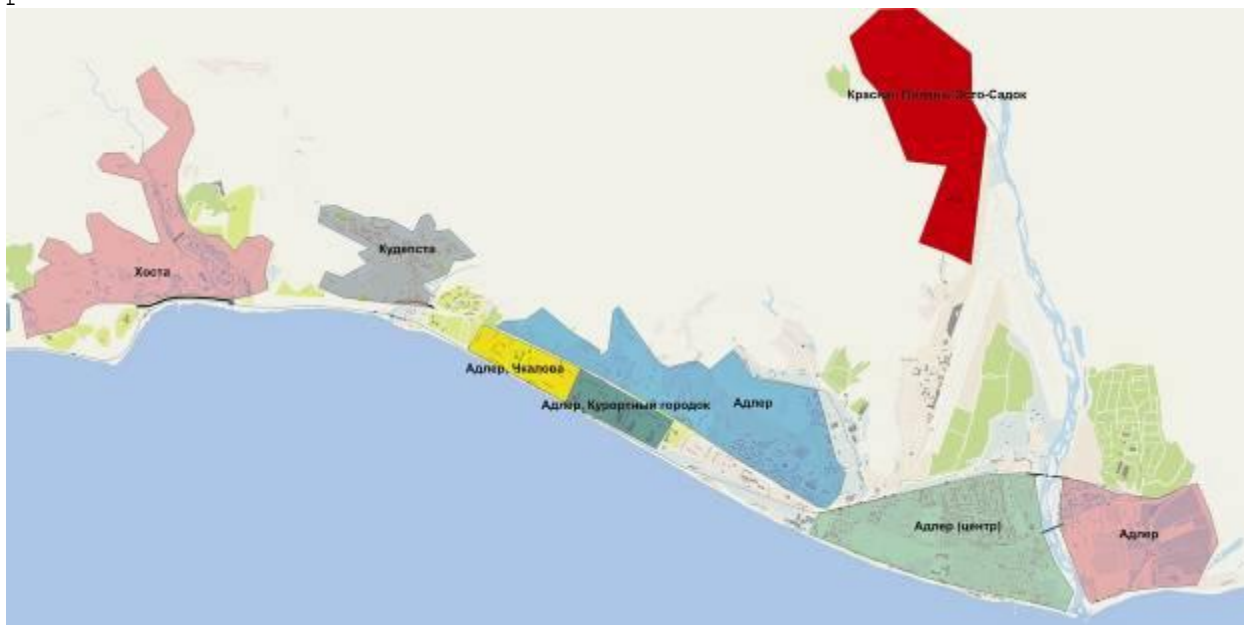 Красная Поляна, Эсто-Садок
Кудепста
Хоста
Адлер, Чкалова
Адлер, Курортный городок
Адлер
Адлер (центр)
Адлер